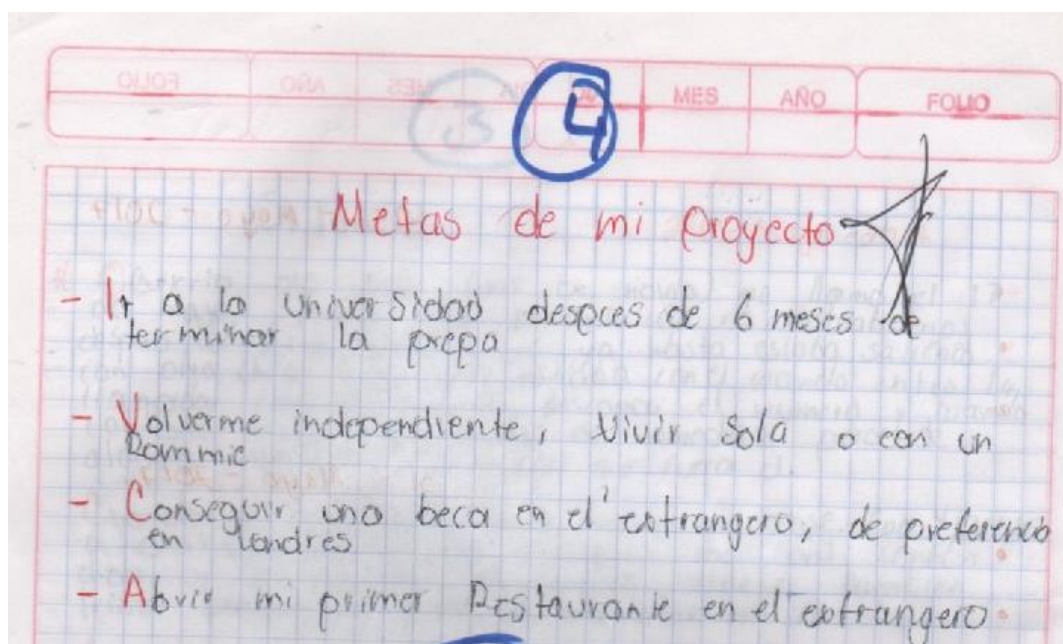 MES AÑO FOLIO
4
Metas de mi proyecto
- Ir a la universidad despues de 6 meses de
terminar la prepa
- Volverme independiente, Vivir Sola o con un
Rommie
- Conseguir una beca en el extrangero, de preferencia
en Londres
- Abrir mi primer Restaurante en el extrangero